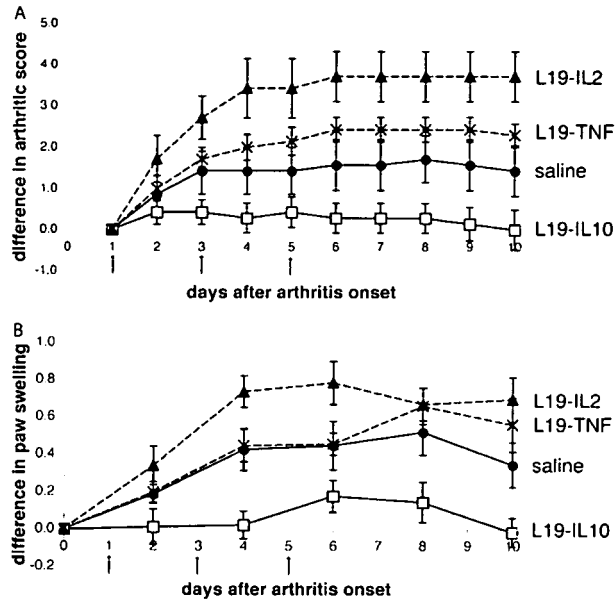 A
5.0
4.0
3.0
2.0
1.0
0.0
-1.0
difference in arthritic score
L19-IL2
L19-TNF
saline
L19-IL10
0 1 2 3 4 5 6 7 8 9 10
days after arthritis onset
B
1.0
0.8
0.6
0.4
0.2
0.0
-0.2
difference in paw swelling
L19-IL2
L19-TNF
saline
L19-IL10
0 1 2 3 4 5 6 7 8 9 10
days after arthritis onset